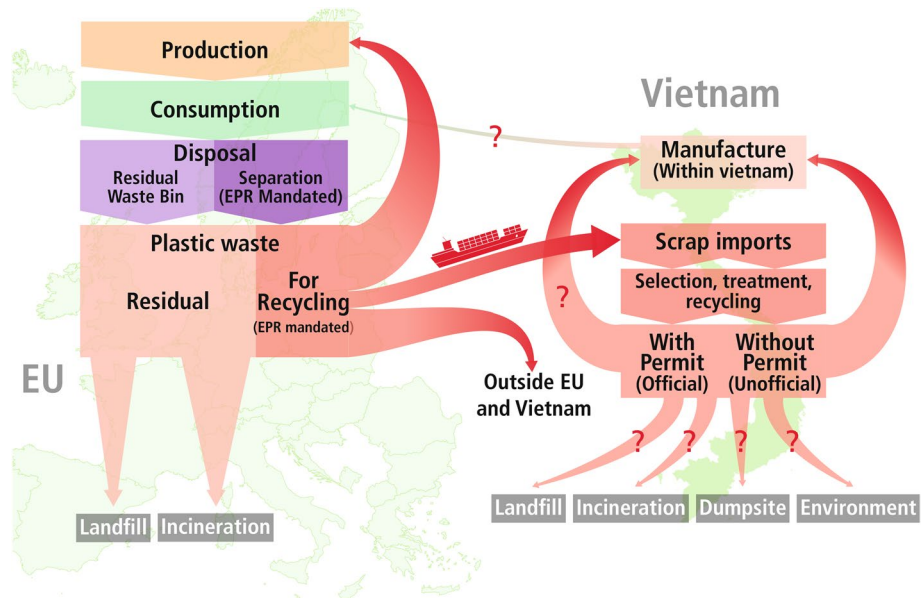 Production
Consumption
Disposal
Residual
Waste Bin
Separation
(EPR Mandated)
Plastic waste
Residual
For
Recycling
(EPR mandated)
EU
Landfill
Incineration
Outside EU
and Vietnam
Vietnam
?
Manufacture
(Within vietnam)
Scrap imports
Selection, treatment,
recycling
?
With
Permit
(Official)
Without
Permit
(Unofficial)
?
?
?
?
Landfill
Incineration
Dumpsite
Environment